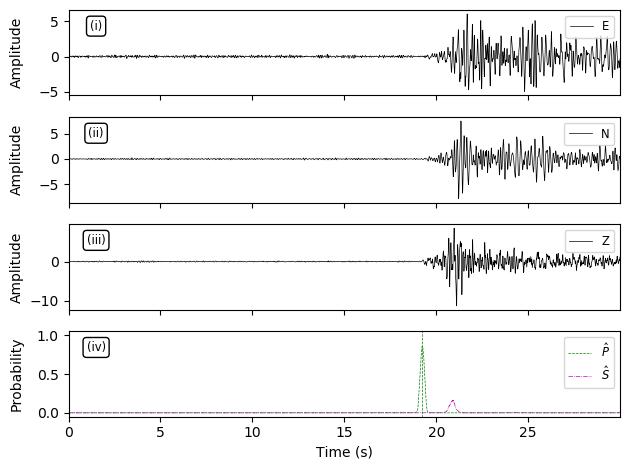 (i)
E
Amplitude
5
0
−5
(ii)
N
Amplitude
5
0
−5
(iii)
Z
Amplitude
0
−10
(iv)
P̂
Ŝ
Probability
1.0
0.5
0.0
0 5 10 15 20 25
Time (s)